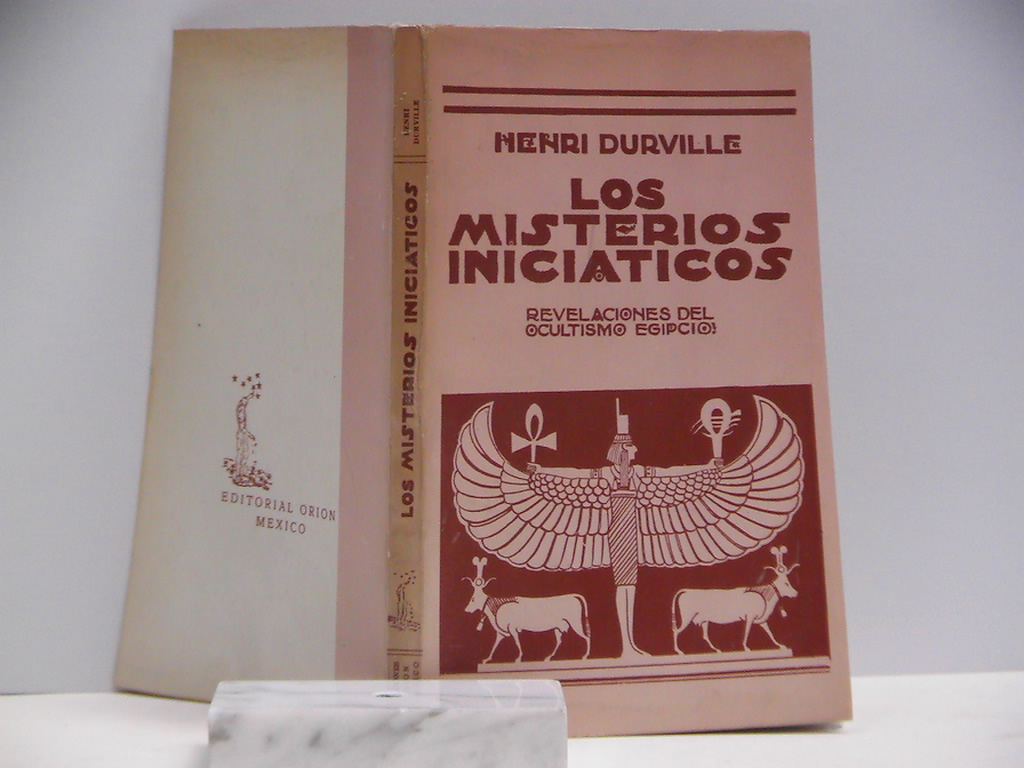 HENRI DURVILLE
LOS
MISTERIOS
INICIATICOS
REVELACIONES DEL
OCULTISMO EGIPCIO
HENRI
DURVILLE
LOS MISTERIOS INICIATICOS
EDITORIAL ORION
MEXICO